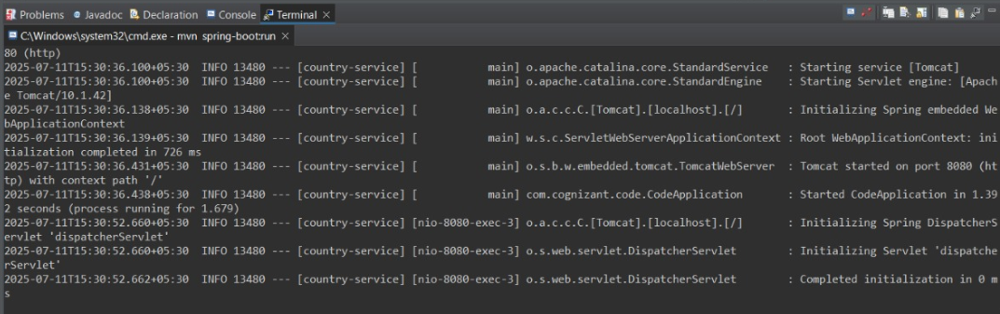 Problems Javadoc Declaration Console Terminal
C:\Windows\system32\cmd.exe - mvn spring-boot:run
80 (http)
2025-07-11T15:30:36.100+05:30  INFO 13480 --- [country-service] [           main] o.apache.catalina.core.StandardService   : Starting service [Tomcat]
2025-07-11T15:30:36.100+05:30  INFO 13480 --- [country-service] [           main] o.apache.catalina.core.StandardEngine    : Starting Servlet engine: [Apach
e Tomcat/10.1.42]
2025-07-11T15:30:36.138+05:30  INFO 13480 --- [country-service] [           main] o.a.c.c.C.[Tomcat].[localhost].[/]       : Initializing Spring embedded We
bApplicationContext
2025-07-11T15:30:36.139+05:30  INFO 13480 --- [country-service] [           main] w.s.c.ServletWebServerApplicationContext : Root WebApplicationContext: ini
tialization completed in 726 ms
2025-07-11T15:30:36.431+05:30  INFO 13480 --- [country-service] [           main] o.s.b.w.embedded.tomcat.TomcatWebServer  : Tomcat started on port 8080 (ht
tp) with context path '/'
2025-07-11T15:30:36.438+05:30  INFO 13480 --- [country-service] [           main] com.cognizant.code.CodeApplication       : Started CodeApplication in 1.39
2 seconds (process running for 1.679)
2025-07-11T15:30:52.660+05:30  INFO 13480 --- [country-service] [nio-8080-exec-3] o.a.c.c.C.[Tomcat].[localhost].[/]       : Initializing Spring DispatcherS
ervlet 'dispatcherServlet'
2025-07-11T15:30:52.660+05:30  INFO 13480 --- [country-service] [nio-8080-exec-3] o.s.web.servlet.DispatcherServlet        : Initializing Servlet 'dispatche
rServlet'
2025-07-11T15:30:52.662+05:30  INFO 13480 --- [country-service] [nio-8080-exec-3] o.s.web.servlet.DispatcherServlet        : Completed initialization in 0 m
s